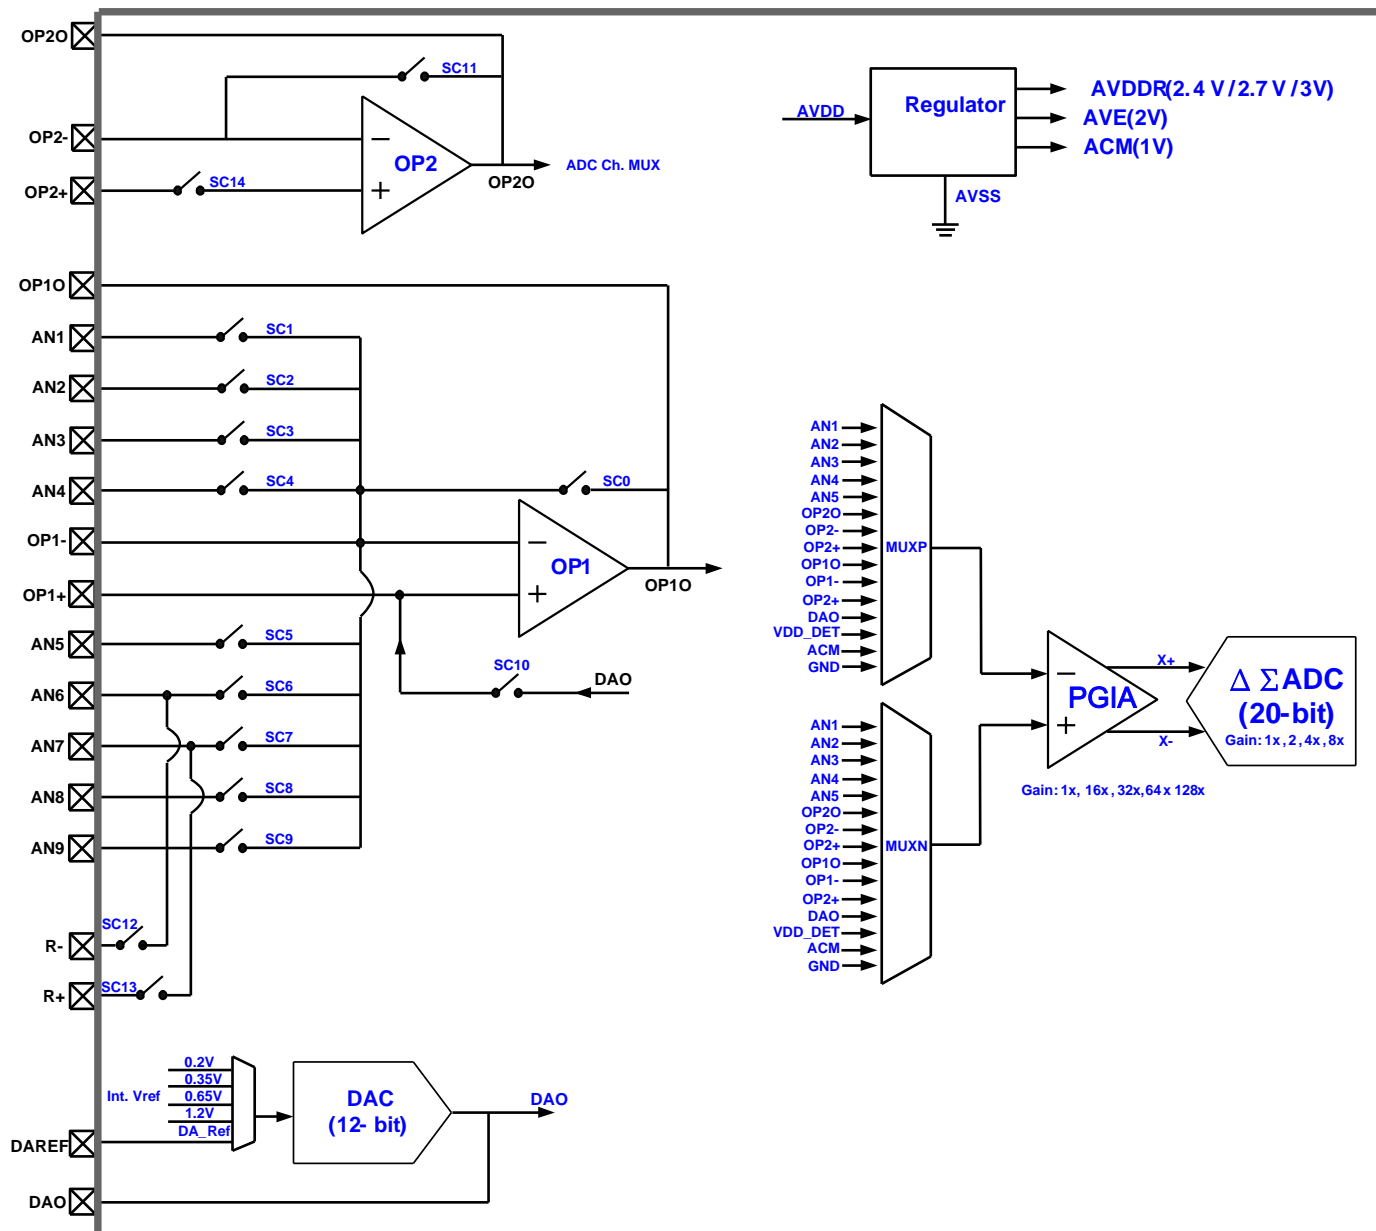 OP2O
SC11
OP2-
OP2
OP2O
ADC Ch. MUX
OP2+
SC14
AVDD
Regulator
AVDDR(2.4 V/2.7 V/3V)
AVE(2V)
ACM(1V)
AVSS
OP1O
AN1
SC1
AN2
SC2
AN3
SC3
AN4
SC4
SC0
OP1-
OP1
OP1O
OP1+
AN5
SC5
SC10
DAO
AN6
SC6
AN7
SC7
AN8
SC8
AN9
SC9
R-
SC12
R+
SC13
AN1
AN2
AN3
AN4
AN5
OP2O
OP2-
OP2+
OP1O
OP1-
OP2+
DAO
VDD_DET
ACM
GND
MUXP
AN1
AN2
AN3
AN4
AN5
OP2O
OP2-
OP2+
OP1O
OP1-
OP2+
DAO
VDD_DET
ACM
GND
MUXN
PGIA
Gain: 1x, 16x, 32x,64x 128x
X+
X-
Δ Σ ADC
(20-bit)
Gain: 1x, 2, 4x, 8x
Int. Vref
0.2V
0.35V
0.65V
1.2V
DA_Ref
DAC
(12- bit)
DAO
DAREF
DAO